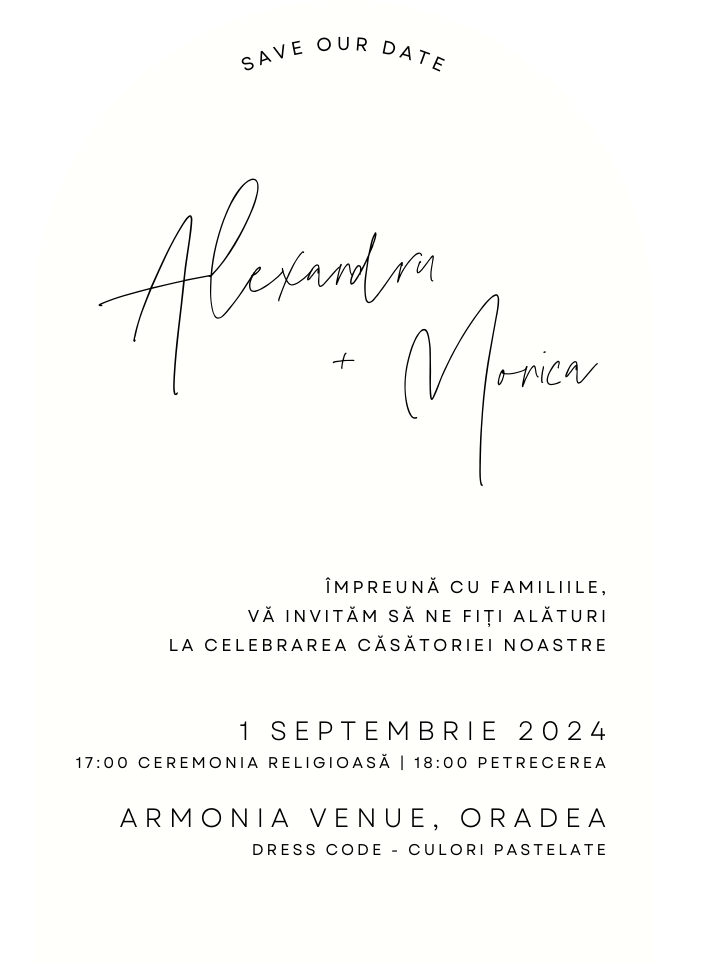 SAVE OUR DATE
Alexandru
+ Monica
ÎMPREUNĂ CU FAMILIILE,
VĂ INVITĂM SĂ NE FIȚI ALĂTURI
LA CELEBRAREA CĂSĂTORIEI NOASTRE
1 SEPTEMBRIE 2024
17:00 CEREMONIA RELIGIOASĂ | 18:00 PETRECEREA
ARMONIA VENUE, ORADEA
DRESS CODE - CULORI PASTELATE